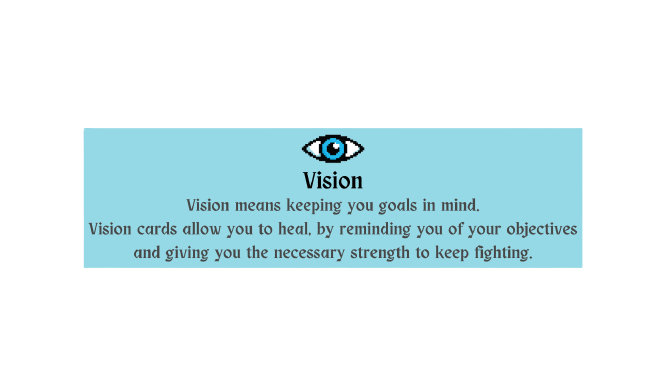 Vision
Vision means keeping you goals in mind.
Vision cards allow you to heal, by reminding you of your objectives
and giving you the necessary strength to keep fighting.